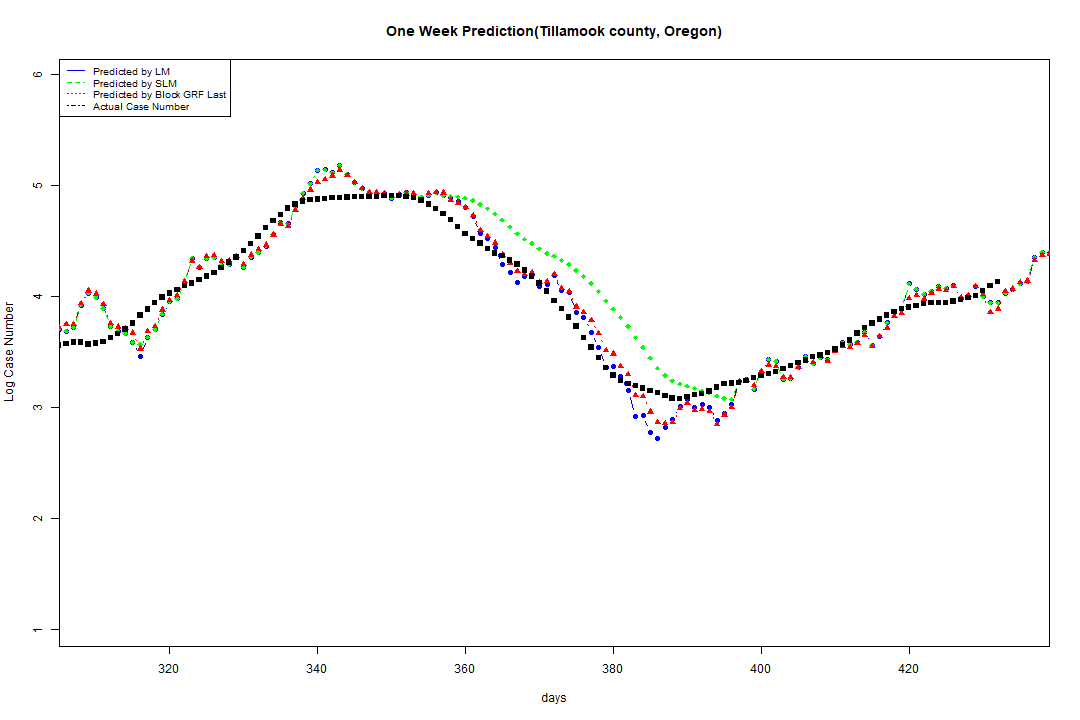 One Week Prediction(Tillamook county, Oregon)
Predicted by LM
Predicted by SLM
Predicted by Block GRF Last
Actual Case Number
6
5
4
3
2
1
Log Case Number
320 340 360 380 400 420
days